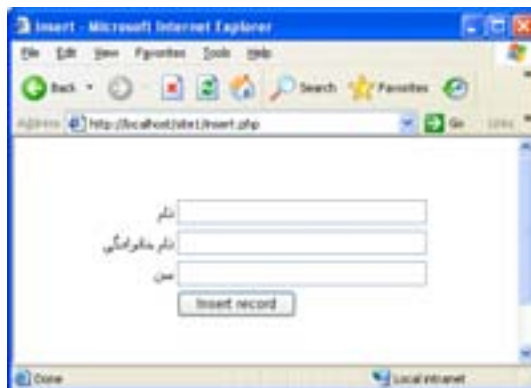 Insert - Microsoft Internet Explorer
File Edit View Favorites Tools Help
Back Search Favorites
Address http://localhost/site1/insert.php Go Links
نام
نام خانوادگی
سن
Insert record
Done Local intranet